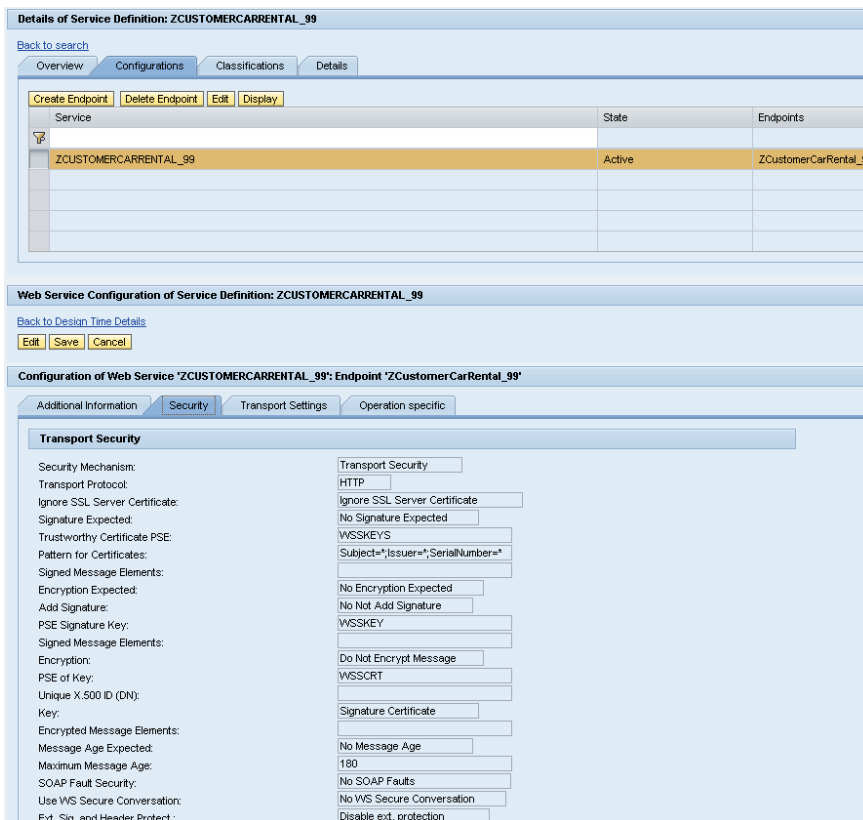 Details of Service Definition: ZCUSTOMERCARRENTAL_99
Back to search
Overview Configurations Classifications Details
Create Endpoint Delete Endpoint Edit Display
Service State Endpoints
ZCUSTOMERCARRENTAL_99 Active ZCustomerCarRental_
Web Service Configuration of Service Definition: ZCUSTOMERCARRENTAL_99
Back to Design Time Details
Edit Save Cancel
Configuration of Web Service 'ZCUSTOMERCARRENTAL_99': Endpoint 'ZCustomerCarRental_99'
Additional Information Security Transport Settings Operation specific
Transport Security
Security Mechanism: Transport Security
Transport Protocol: HTTP
Ignore SSL Server Certificate: Ignore SSL Server Certificate
Signature Expected: No Signature Expected
Trustworthy Certificate PSE: WSSKEYS
Pattern for Certificates: Subject=*;Issuer=*;SerialNumber=*
Signed Message Elements:
Encryption Expected: No Encryption Expected
Add Signature: No Not Add Signature
PSE Signature Key: WSSKEY
Signed Message Elements:
Encryption: Do Not Encrypt Message
PSE of Key: WSSCRT
Unique X.500 ID (DN):
Key: Signature Certificate
Encrypted Message Elements:
Message Age Expected: No Message Age
Maximum Message Age: 180
SOAP Fault Security: No SOAP Faults
Use WS Secure Conversation: No WS Secure Conversation
Ext. Sig. and Header Protect.: Disable ext. protection